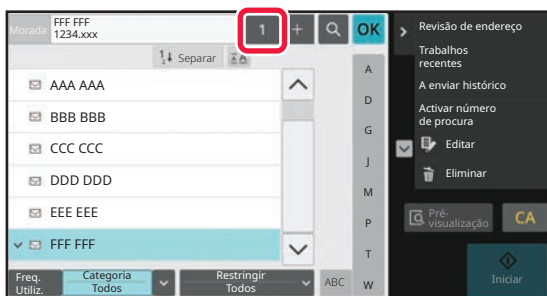 Morada
FFF FFF
1234.xxx
1
+
OK
Separar
AAA AAA
BBB BBB
CCC CCC
DDD DDD
EEE EEE
FFF FFF
A
D
G
J
M
P
T
W
Freq.
Utiliz.
Categoria
Todos
Restringir
Todos
ABC
Revisão de endereço
Trabalhos
recentes
A enviar histórico
Activar número
de procura
Editar
Eliminar
Pré-
visualização
CA
Iniciar